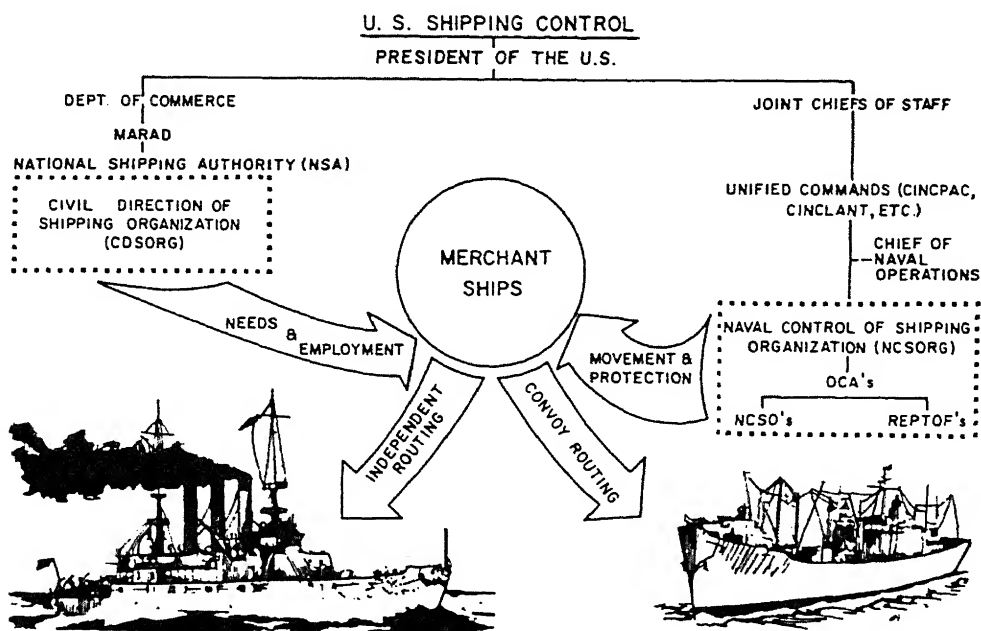 U. S. SHIPPING CONTROL
PRESIDENT OF THE U.S.
DEPT. OF COMMERCE
MARAD
NATIONAL SHIPPING AUTHORITY (NSA)
CIVIL DIRECTION OF
SHIPPING ORGANIZATION
(CDSORG)
JOINT CHIEFS OF STAFF
UNIFIED COMMANDS (CINCPAC,
CINCLANT, ETC.)
CHIEF OF
NAVAL
OPERATIONS
MERCHANT
SHIPS
NEEDS
&
EMPLOYMENT
MOVEMENT &
PROTECTION
NAVAL CONTROL OF SHIPPING
ORGANIZATION (NCSORG)
OCA's
NCSO's
REPTOF's
INDEPENDENT
ROUTING
CONVOY ROUTING